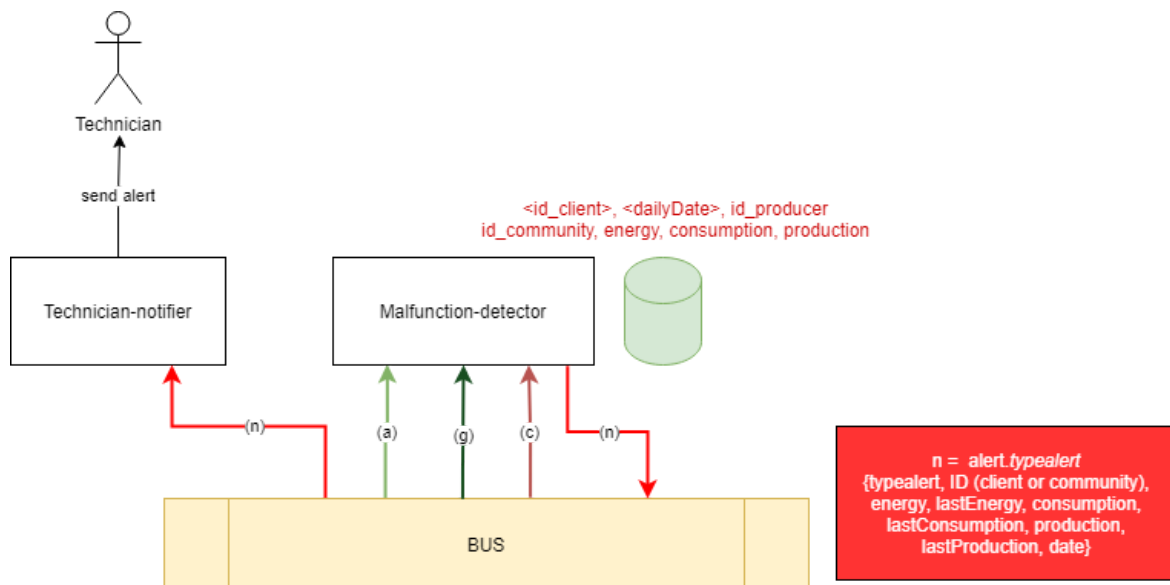 Technician
send alert
<id_client>, <dailyDate>, id_producer
id_community, energy, consumption, production
Technician-notifier
Malfunction-detector
(n)
(a)
(g)
(c)
(n)
n = alert.typealert
{typealert, ID (client or community),
energy, lastEnergy, consumption,
lastConsumption, production,
lastProduction, date}
BUS